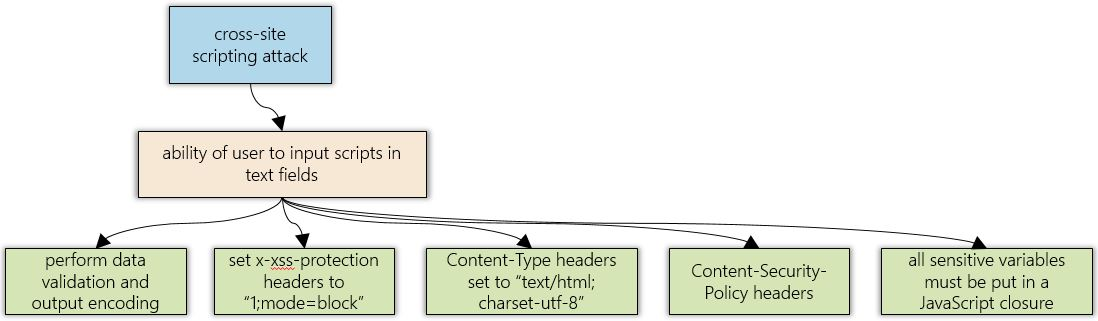 cross-site
scripting attack
ability of user to input scripts in
text fields
perform data
validation and
output encoding
set x-xss-protection
headers to
“1;mode=block”
Content-Type headers
set to “text/html;
charset-utf-8”
Content-Security-
Policy headers
all sensitive variables
must be put in a
JavaScript closure